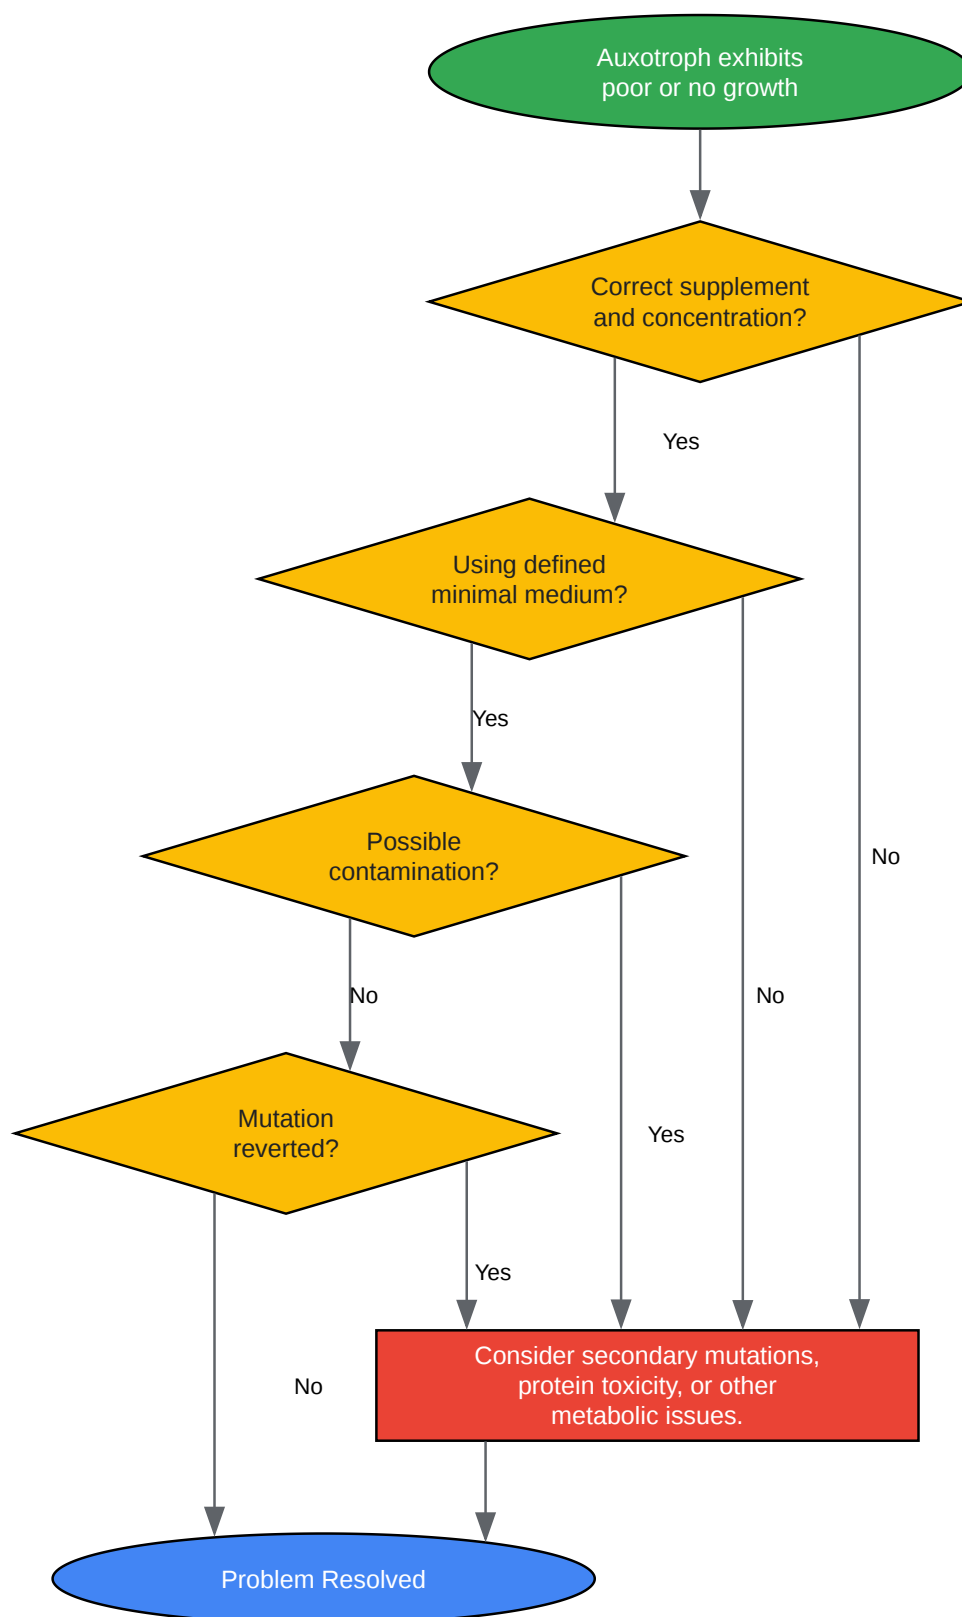 Auxotroph exhibits
poor or no growth
Correct supplement
and concentration?
Yes
Using defined
minimal medium?
Yes
Possible
contamination?
No
No
No
Mutation
reverted?
Yes
Yes
Consider secondary mutations,
protein toxicity, or other
metabolic issues.
No
Problem Resolved